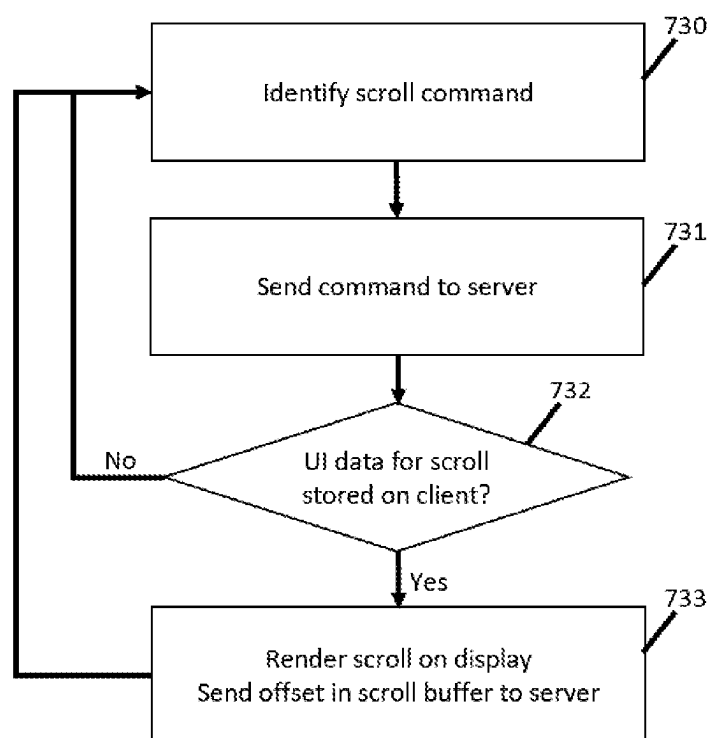 730
Identify scroll command
731
Send command to server
732
No
UI data for scroll
stored on client?
Yes
733
Render scroll on display
Send offset in scroll buffer to server